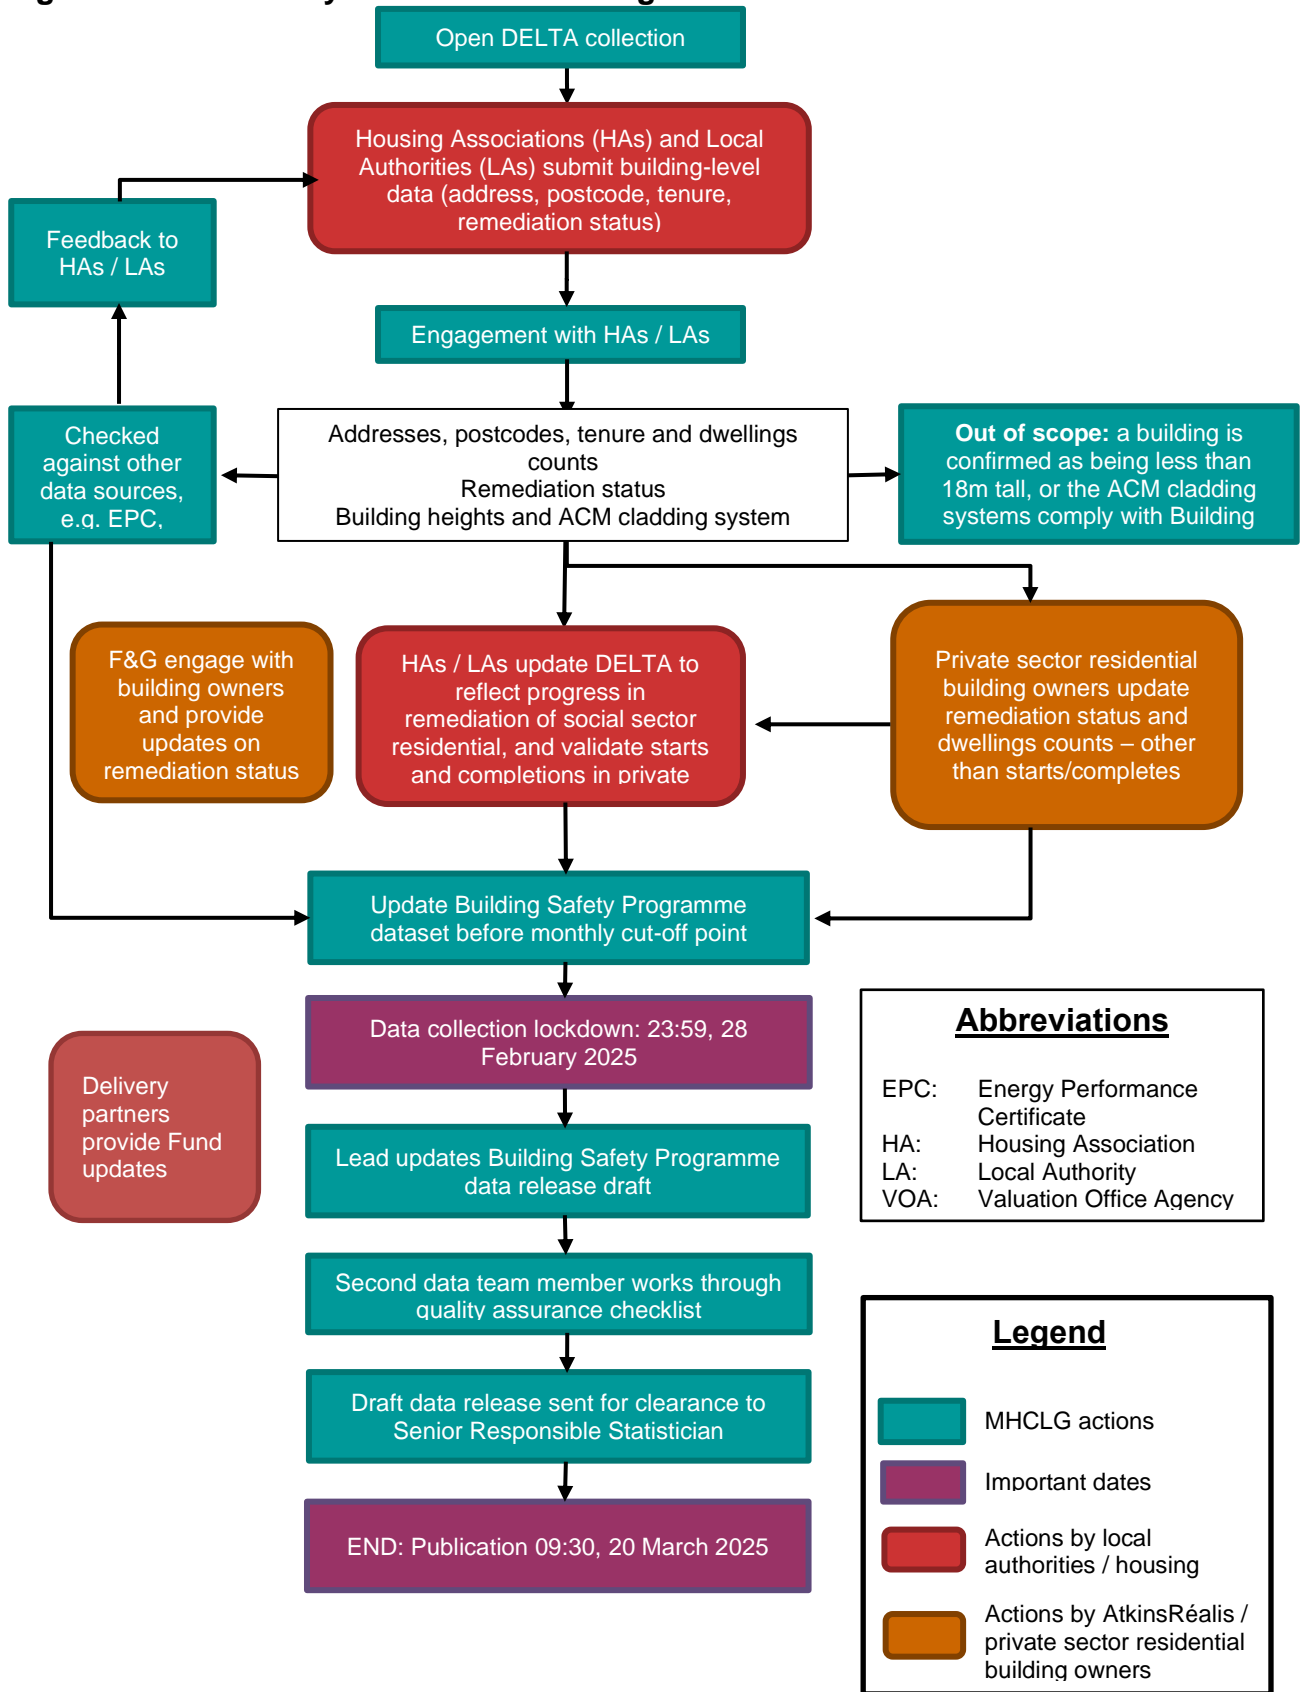 Open DELTA collection
Housing Associations (HAs) and Local
Authorities (LAs) submit building-level
data (address, postcode, tenure,
remediation status)
Feedback to
HAs / LAs
Engagement with HAs / LAs
Checked
against other
data sources,
e.g. EPC,
Addresses, postcodes, tenure and dwellings
counts
Remediation status
Building heights and ACM cladding system
Out of scope: a building is
confirmed as being less than
18m tall, or the ACM cladding
systems comply with Building
F&G engage with
building owners
and provide
updates on
remediation status
HAs / LAs update DELTA to
reflect progress in
remediation of social sector
residential, and validate starts
and completions in private
Private sector residential
building owners update
remediation status and
dwellings counts – other
than starts/completes
Update Building Safety Programme
dataset before monthly cut-off point
Data collection lockdown: 23:59, 28
February 2025
Delivery
partners
provide Fund
updates
Lead updates Building Safety Programme
data release draft
Second data team member works through
quality assurance checklist
Draft data release sent for clearance to
Senior Responsible Statistician
END: Publication 09:30, 20 March 2025
Abbreviations
EPC: Energy Performance
Certificate
HA: Housing Association
LA: Local Authority
VOA: Valuation Office Agency
Legend
MHCLG actions
Important dates
Actions by local
authorities / housing
Actions by AtkinsRéalis /
private sector residential
building owners